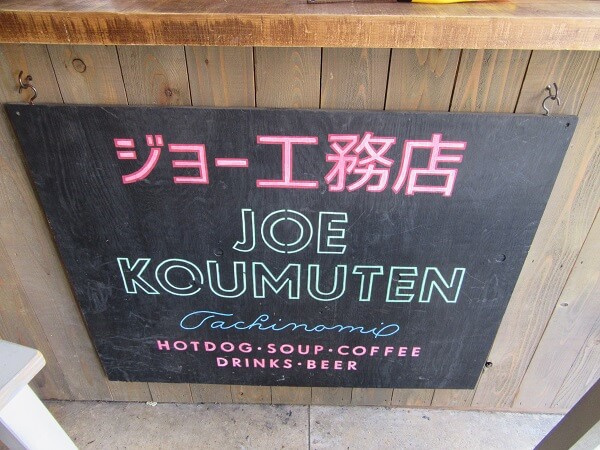 ジョー工務店
JOE
KOUMUTEN
Tachinomi
HOTDOG・SOUP・COFFEE
DRINKS・BEER